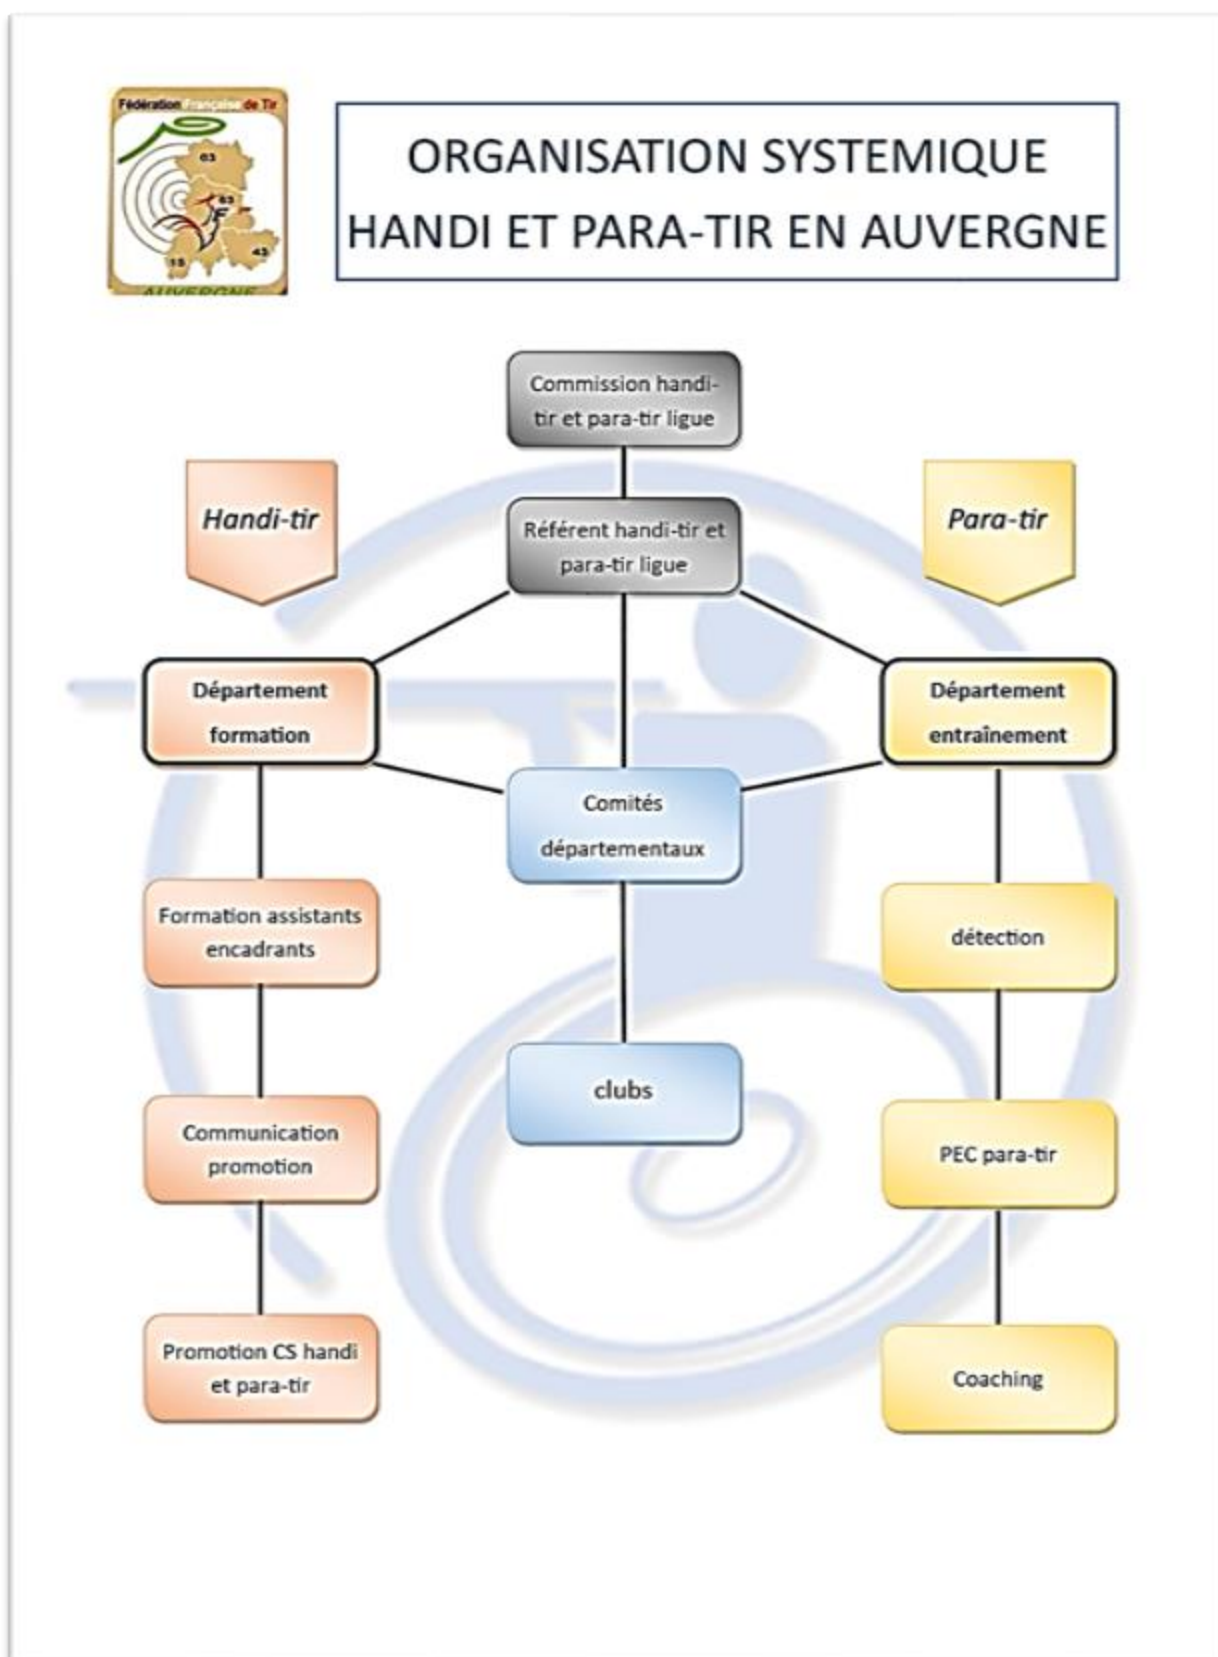 Fédération Française de Tir
03
63
15
43
AUVERGNE
ORGANISATION SYSTEMIQUE
HANDI ET PARA-TIR EN AUVERGNE
Commission handi-
tir et para-tir ligue
Handi-tir
Référent handi-tir et
para-tir ligue
Para-tir
Département
formation
Département
entraînement
Comités
départementaux
Formation assistants
encadrants
détection
clubs
Communication
promotion
PEC para-tir
Promotion CS handi
et para-tir
Coaching